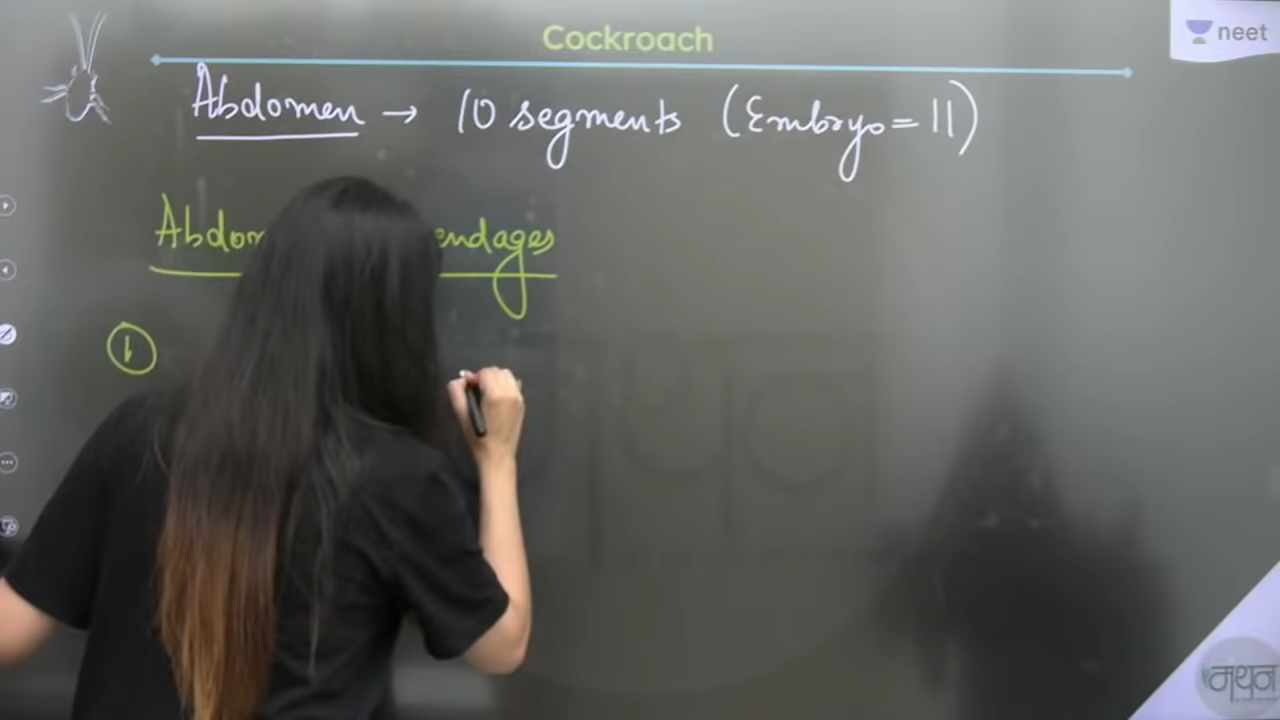 Cockroach
neet
Abdomen → 10 segments (Embryo = 11)
Abdom endages
1
मंथन